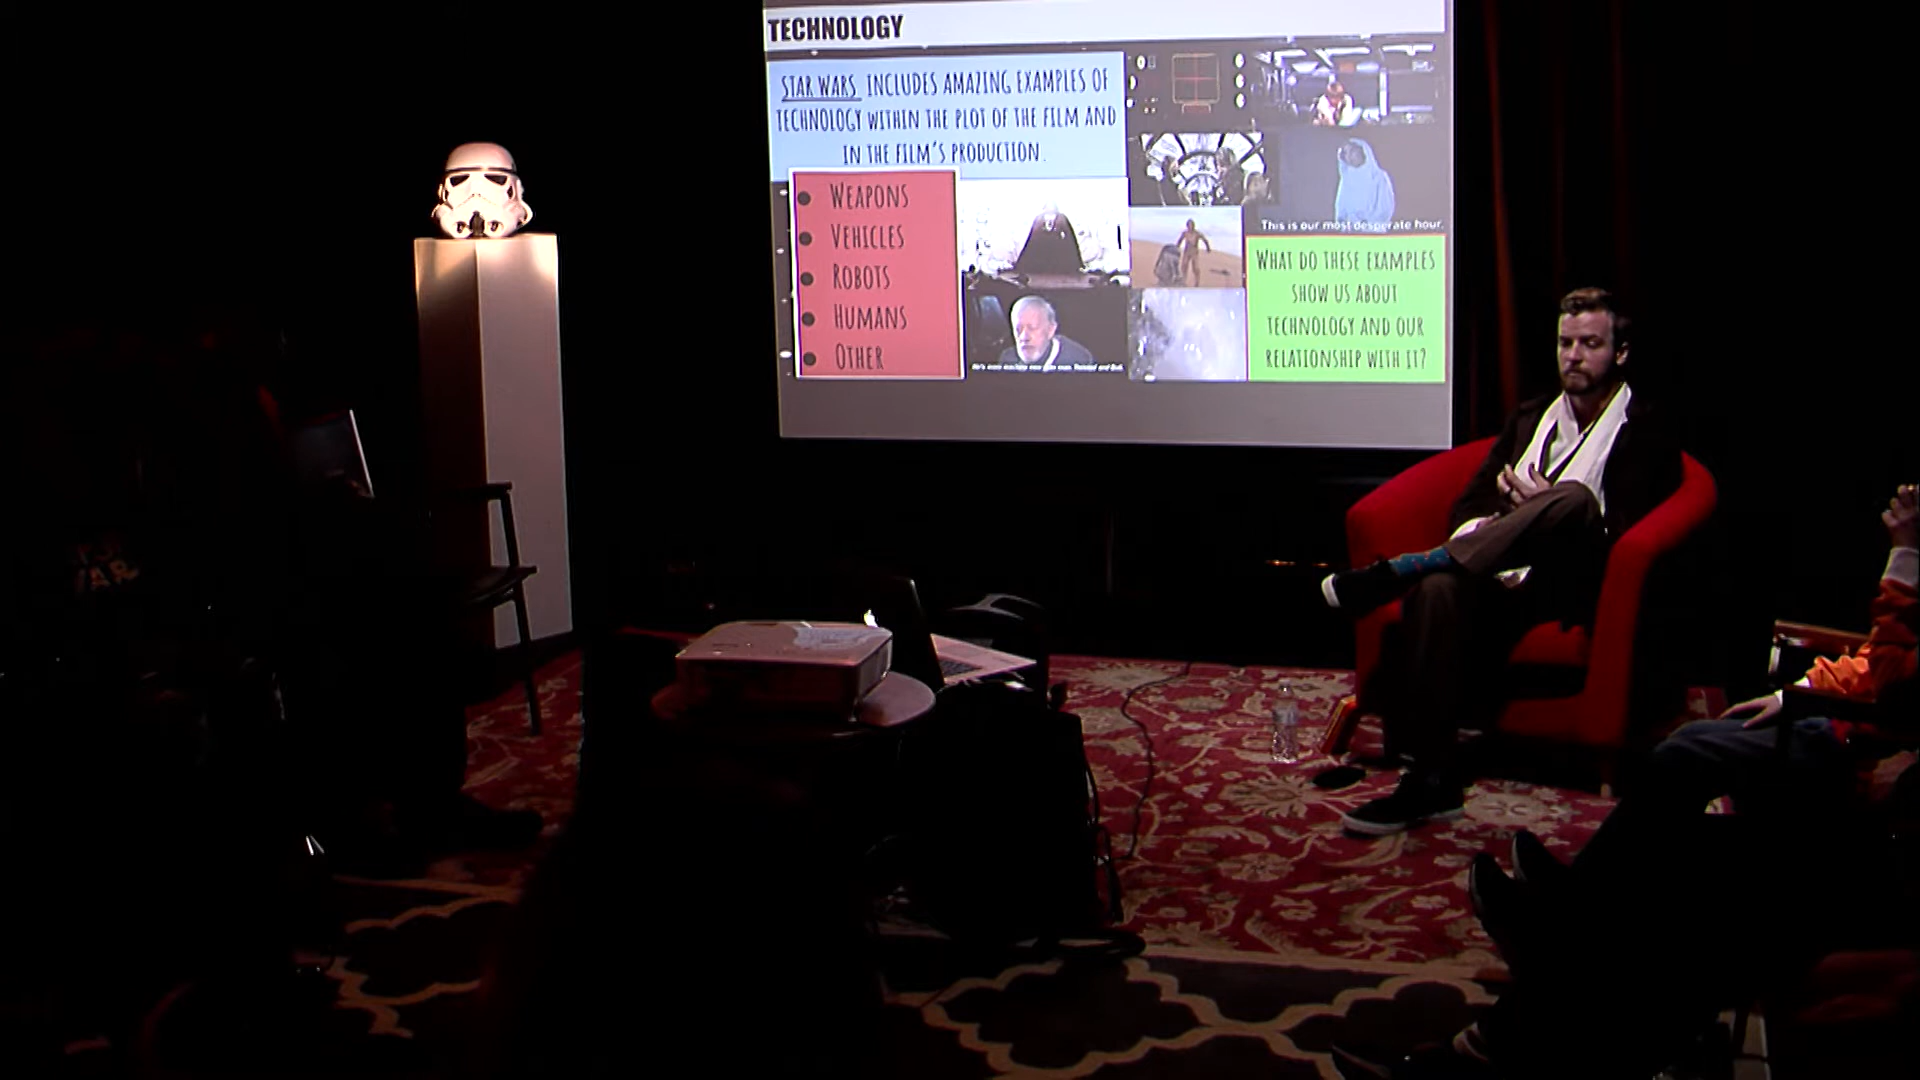 TECHNOLOGY
STAR WARS INCLUDES AMAZING EXAMPLES OF
TECHNOLOGY WITHIN THE PLOT OF THE FILM AND
IN THE FILM'S PRODUCTION.
WEAPONS
VEHICLES
ROBOTS
HUMANS
OTHER
This is our most desperate hour.
WHAT DO THESE EXAMPLES
SHOW US ABOUT
TECHNOLOGY AND OUR
RELATIONSHIP WITH IT?